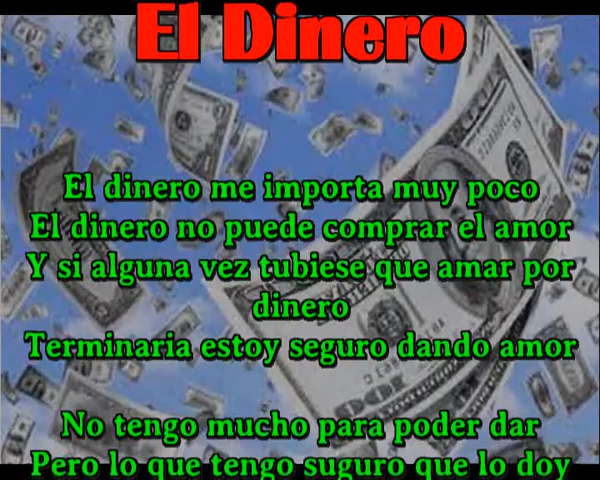 El Dinero
El dinero me importa muy poco
El dinero no puede comprar el amor
Y si alguna vez tubiese que amar por
dinero
Terminaria estoy seguro dando amor
No tengo mucho para poder dar
Pero lo que tengo suguro que lo doy